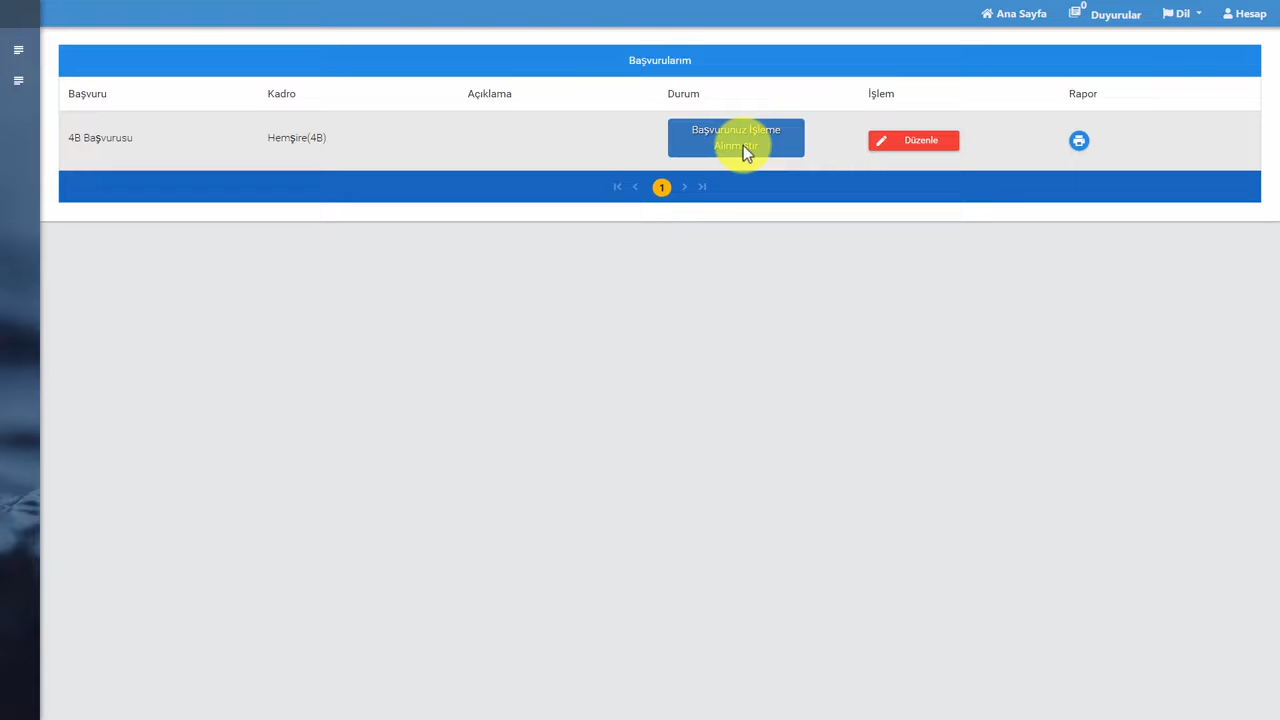 Ana Sayfa 0 Duyurular Dil Hesap
Başvurularım
Başvuru Kadro Açıklama Durum İşlem Rapor
4B Başvurusu Hemşire(4B) Başvurunuz İşleme
Alınmıştır Düzenle
1